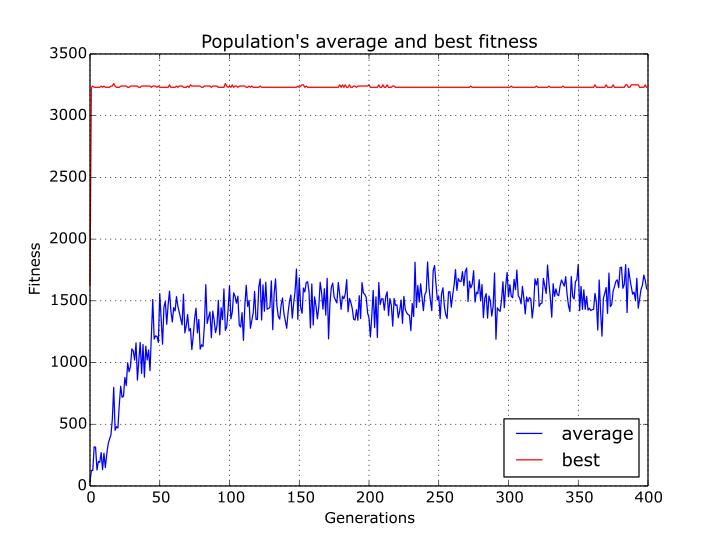 Population's average and best fitness
3500
3000
2500
2000
1500
1000
500
0
Fitness
0 50 100 150 200 250 300 350 400
Generations
average
best